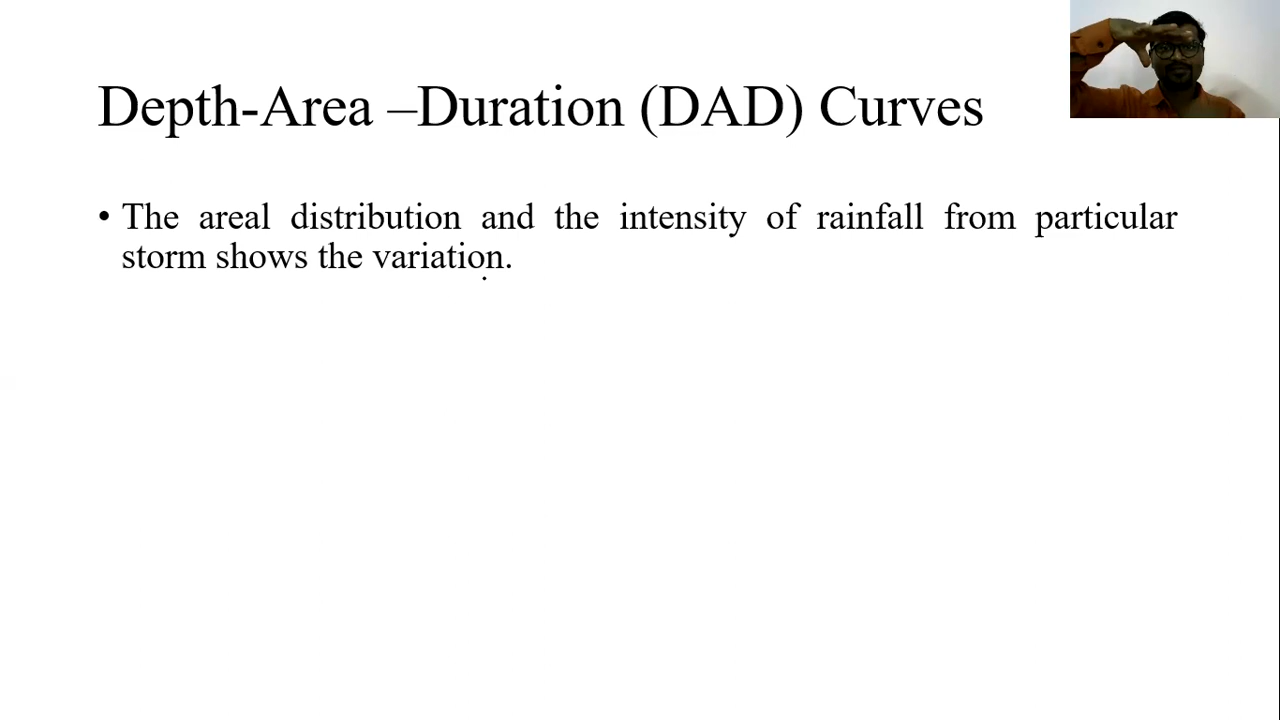 Depth-Area –Duration (DAD) Curves
• The areal distribution and the intensity of rainfall from particular
storm shows the variation.